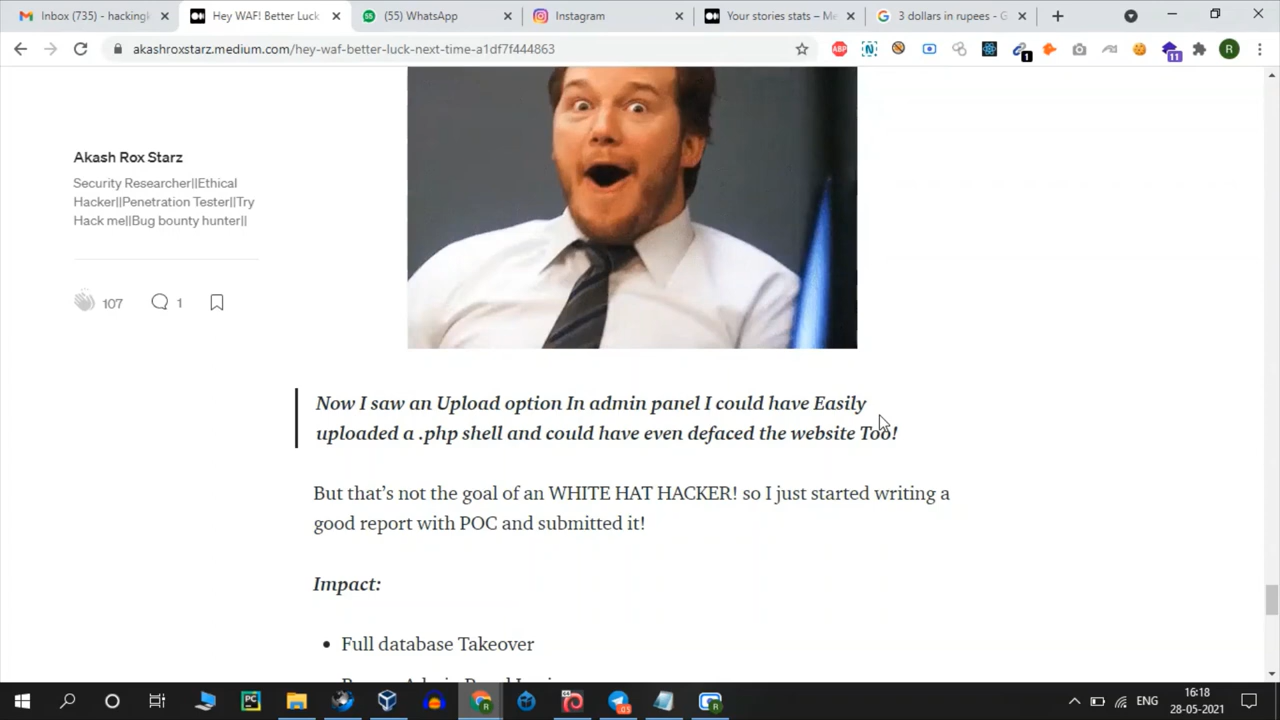 Inbox (735) - hacking
Hey WAF! Better Luck
(55) WhatsApp
Instagram
Your stories stats – Me
3 dollars in rupees - G
akashroxstarz.medium.com/hey-waf-better-luck-next-time-a1df7f444863
ABP
1
11
R
Akash Rox Starz
Security Researcher||Ethical
Hacker||Penetration Tester||Try
Hack me||Bug bounty hunter||
107
1
Now I saw an Upload option In admin panel I could have Easily
uploaded a .php shell and could have even defaced the website Too!
But that's not the goal of an WHITE HAT HACKER! so I just started writing a
good report with POC and submitted it!
Impact:
Full database Takeover
ENG
16:18
28-05-2021